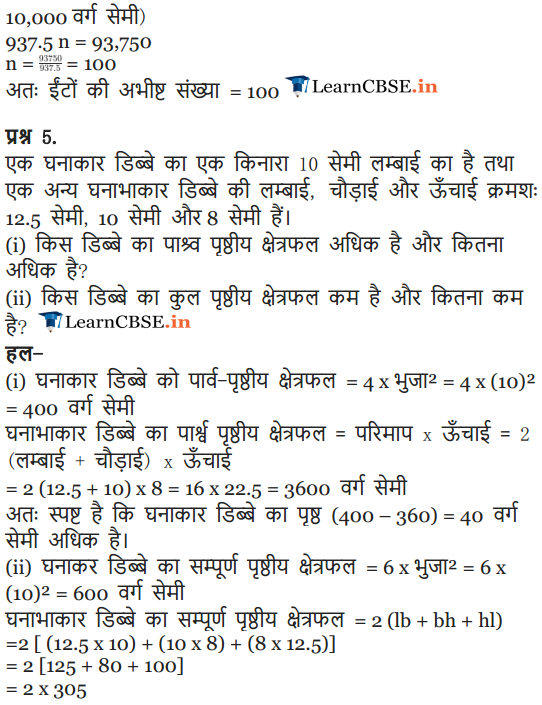 10,000 वर्ग सेमी)
937.5 n = 93,750
n = 93750/937.5 = 100
अतः ईंटों की अभीष्ट संख्या = 100 LearnCBSE.in
प्रश्न 5.
एक घनाकार डिब्बे का एक किनारा 10 सेमी लम्बाई का है तथा
एक अन्य घनाभाकार डिब्बे की लम्बाई, चौड़ाई और ऊँचाई क्रमशः
12.5 सेमी, 10 सेमी और 8 सेमी हैं।
(i) किस डिब्बे का पाश्र्व पृष्ठीय क्षेत्रफल अधिक है और कितना
अधिक है?
(ii) किस डिब्बे का कुल पृष्ठीय क्षेत्रफल कम है और कितना कम
है? LearnCBSE.in
हल–
(i) घनाकार डिब्बे को पार्व-पृष्ठीय क्षेत्रफल = 4 x भुजा² = 4 x (10)²
= 400 वर्ग सेमी
घनाभाकार डिब्बे का पार्श्व पृष्ठीय क्षेत्रफल = परिमाप x ऊँचाई = 2
(लम्बाई + चौड़ाई) x ऊँचाई
= 2 (12.5 + 10) x 8 = 16 x 22.5 = 3600 वर्ग सेमी
अतः स्पष्ट है कि घनाकार डिब्बे का पृष्ठ (400 – 360) = 40 वर्ग
सेमी अधिक है।
(ii) घनाकर डिब्बे का सम्पूर्ण पृष्ठीय क्षेत्रफल = 6 x भुजा² = 6 x
(10)² = 600 वर्ग सेमी
घनाभाकार डिब्बे का सम्पूर्ण पृष्ठीय क्षेत्रफल = 2 (lb + bh + hl)
=2 [ (12.5 x 10) + (10 x 8) + (8 x 12.5)]
= 2 [125 + 80 + 100]
= 2 x 305